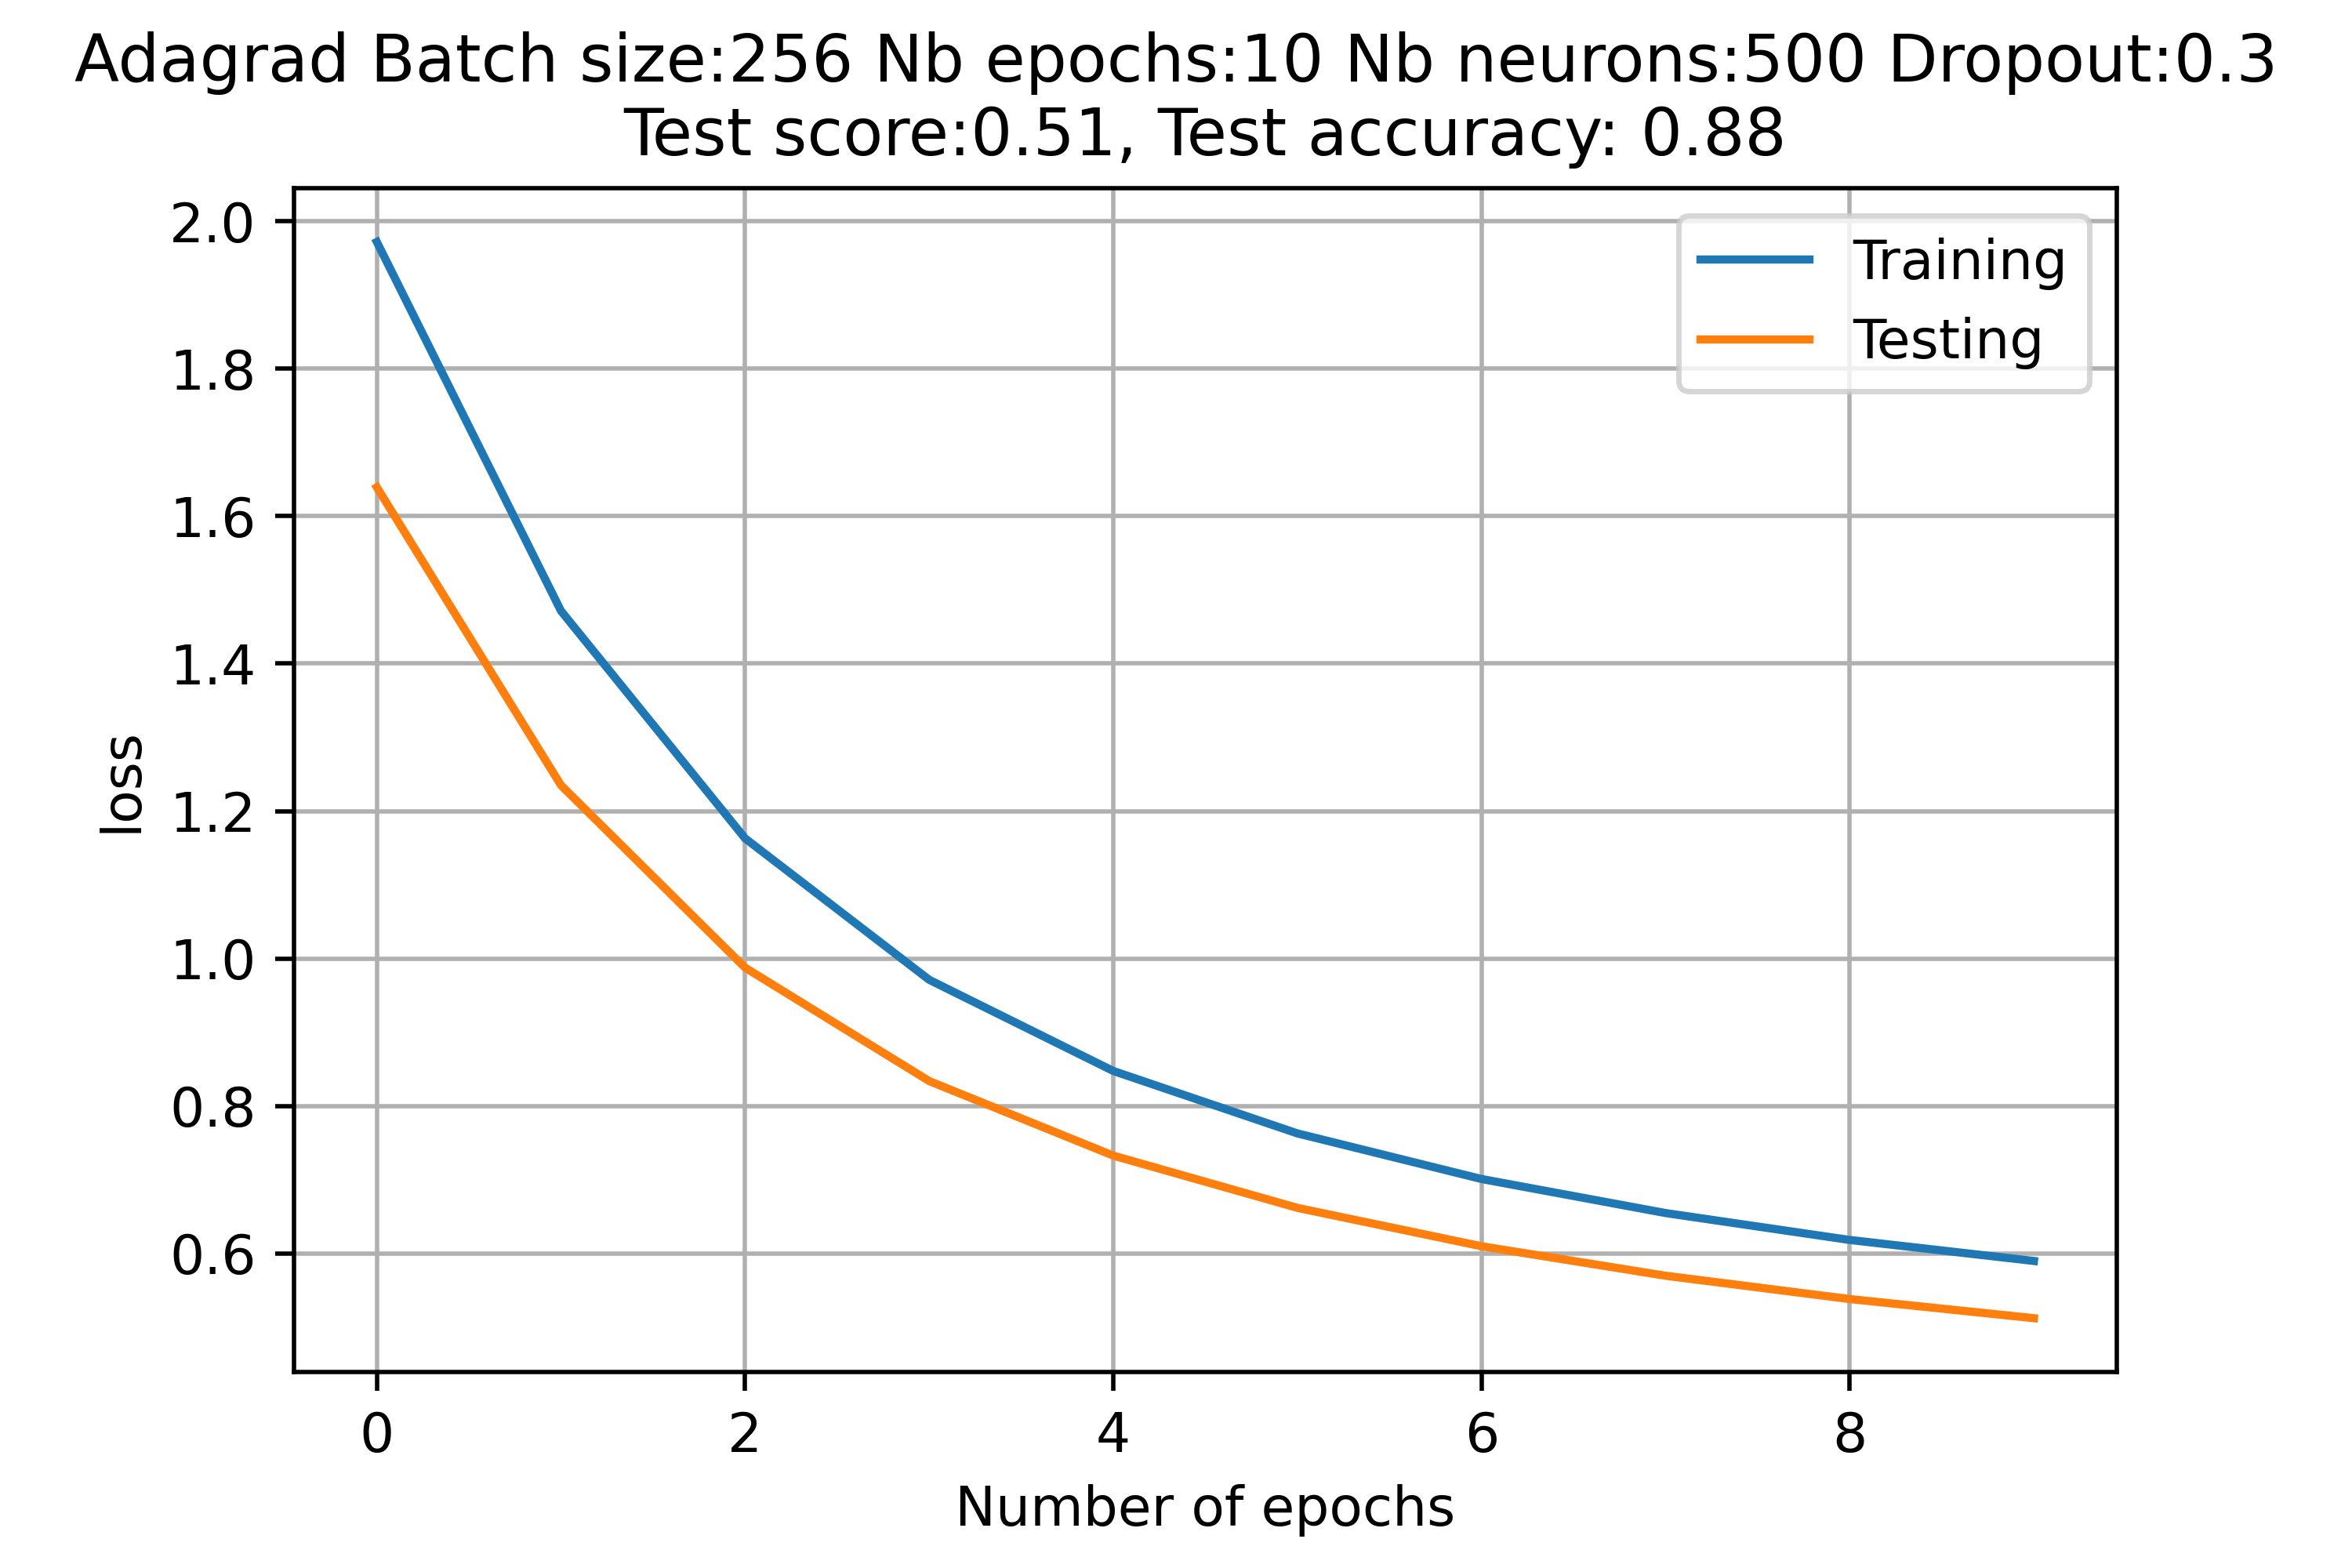 Adagrad Batch size:256 Nb epochs:10 Nb neurons:500 Dropout:0.3
Test score:0.51, Test accuracy: 0.88
2.0
1.8
1.6
1.4
1.2
1.0
0.8
0.6
loss
Training
Testing
0 2 4 6 8
Number of epochs